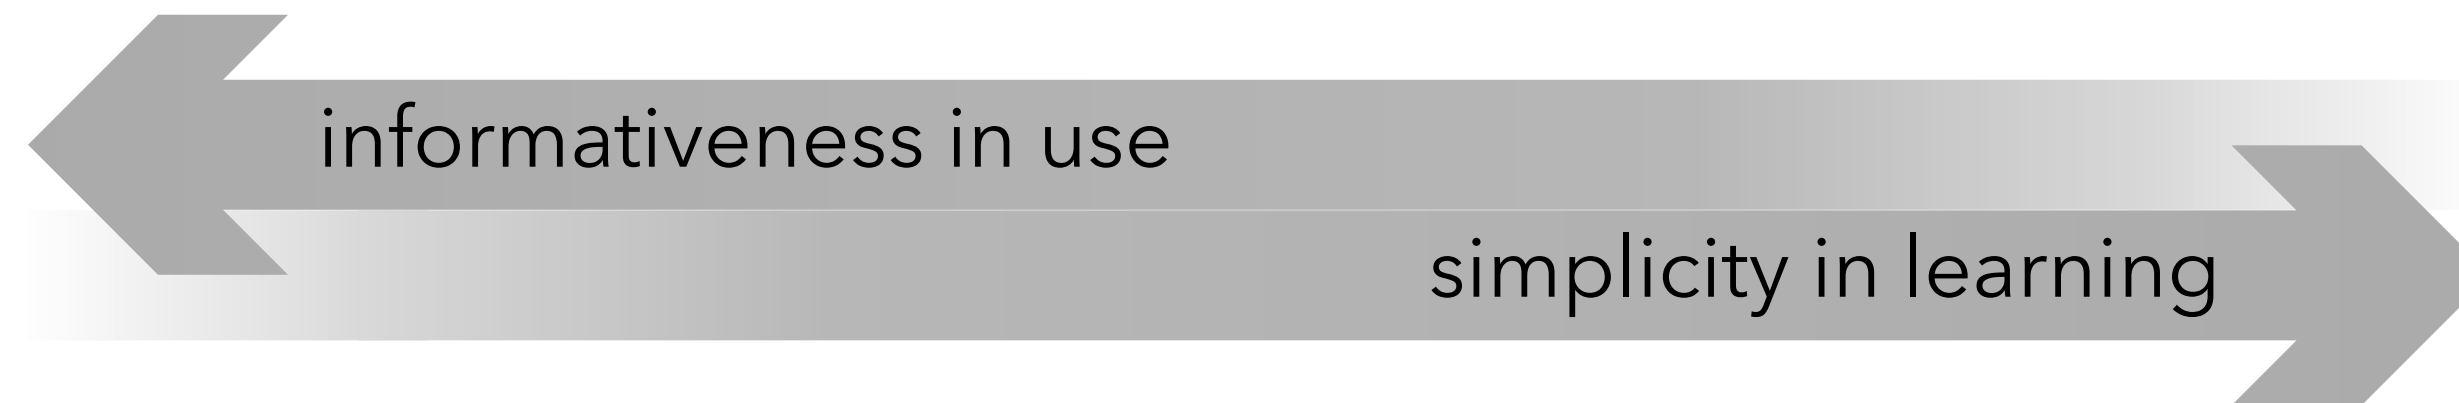 informativeness in use
simplicity in learning